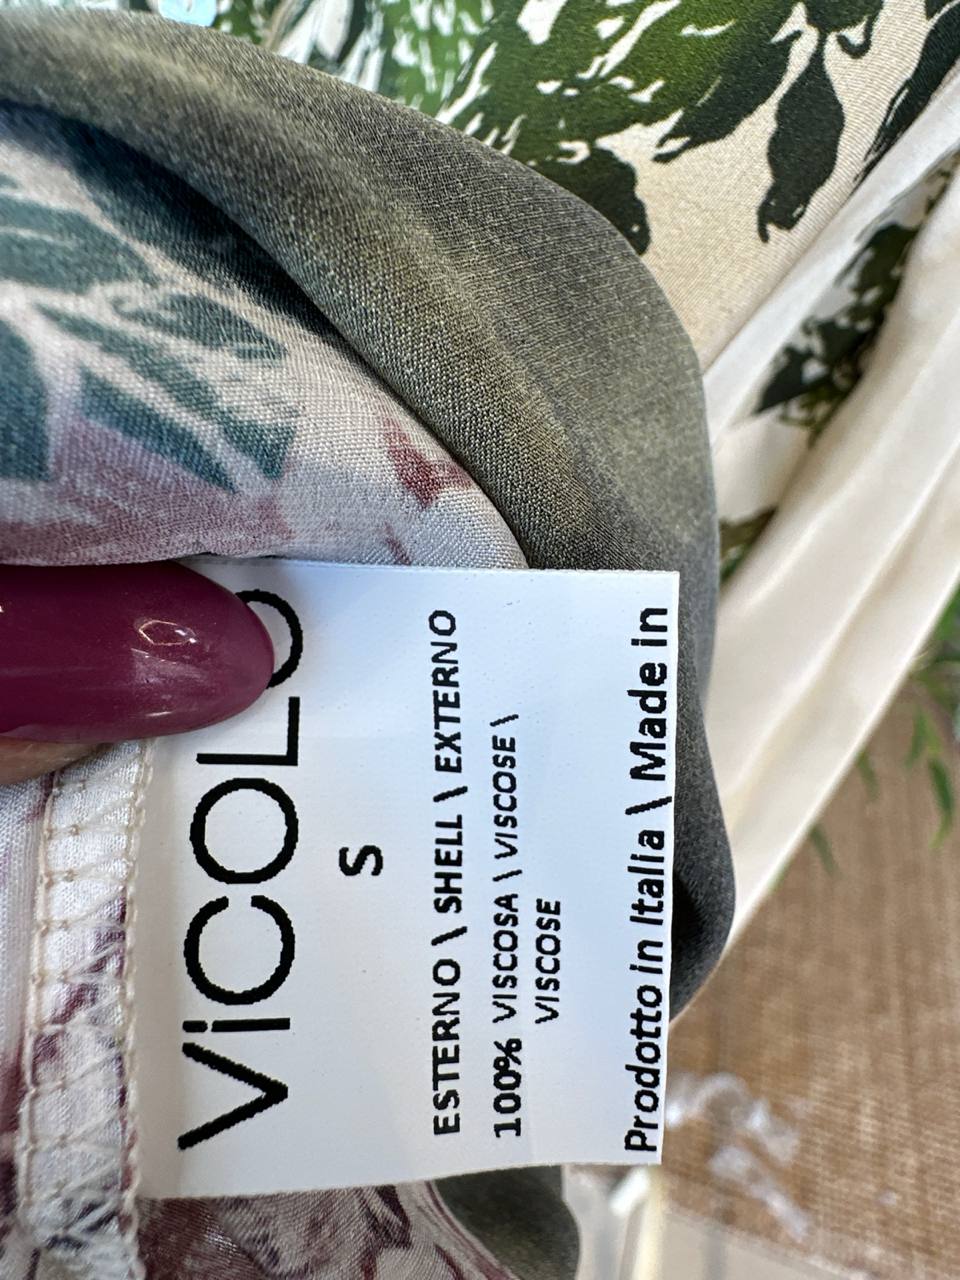 ViCOLO
S
ESTERNO \ SHELL \ EXTERNO
100% VISCOSA \ VISCOSE \
VISCOSE
Prodotto in Italia \ Made in